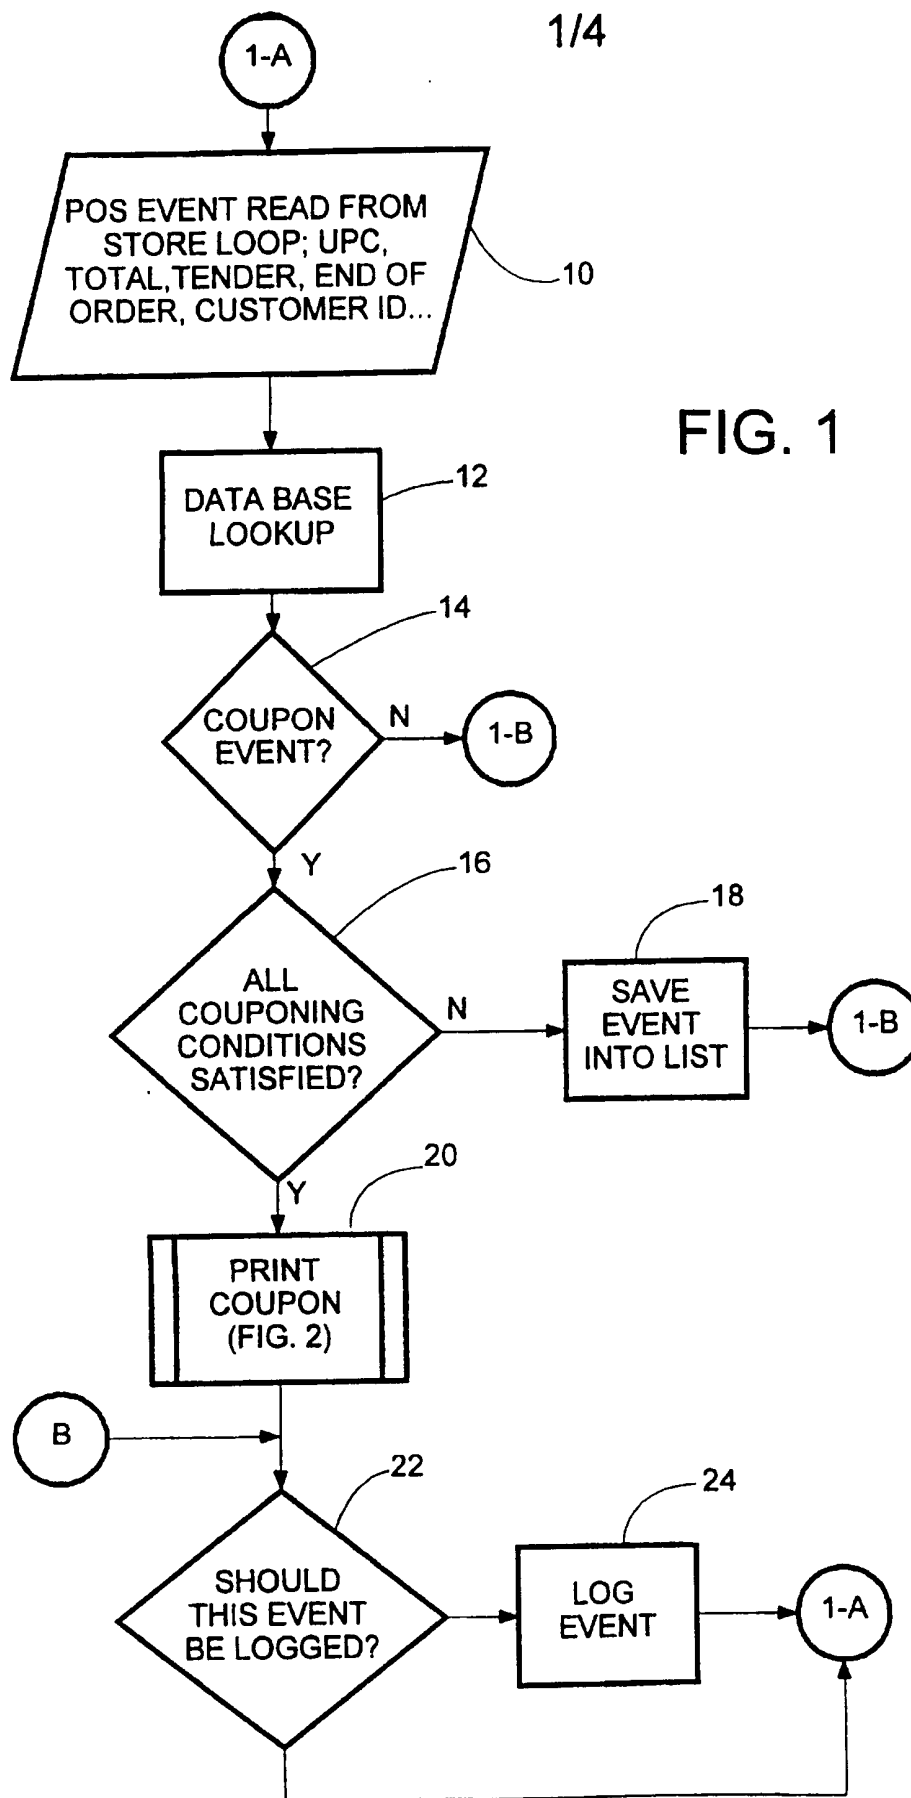 1/4
1-A
POS EVENT READ FROM
STORE LOOP; UPC,
TOTAL,TENDER, END OF
ORDER, CUSTOMER ID...
10
FIG. 1
DATA BASE
LOOKUP
12
14
COUPON
EVENT?
N
1-B
Y
16
ALL
COUPONING
CONDITIONS
SATISFIED?
N
18
SAVE
EVENT
INTO LIST
1-B
Y
20
PRINT
COUPON
(FIG. 2)
B
22
SHOULD
THIS EVENT
BE LOGGED?
24
LOG
EVENT
1-A